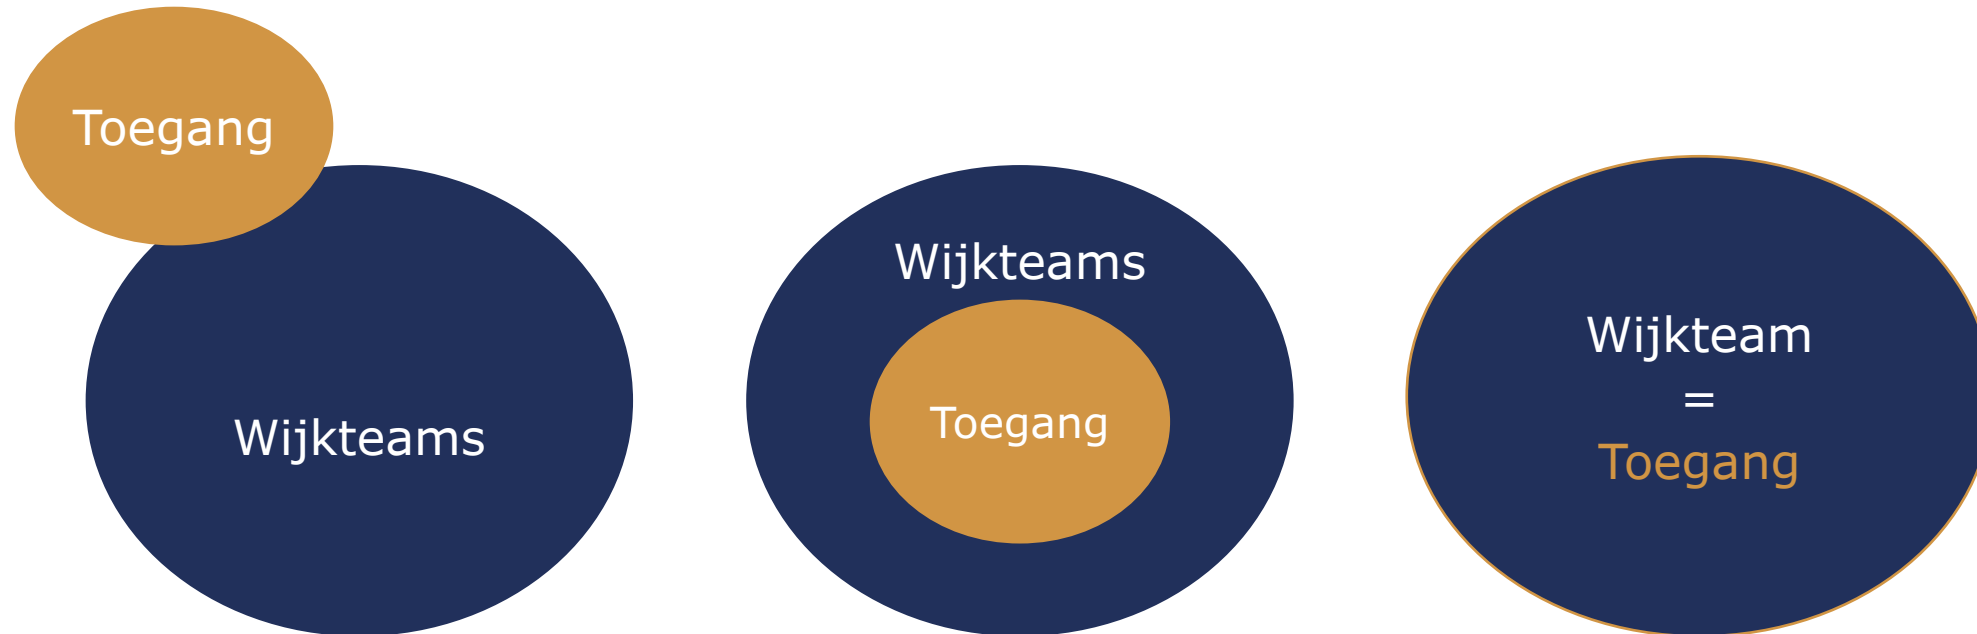 Toegang
Wijkteams
Wijkteams
Toegang
Wijkteam
=
Toegang